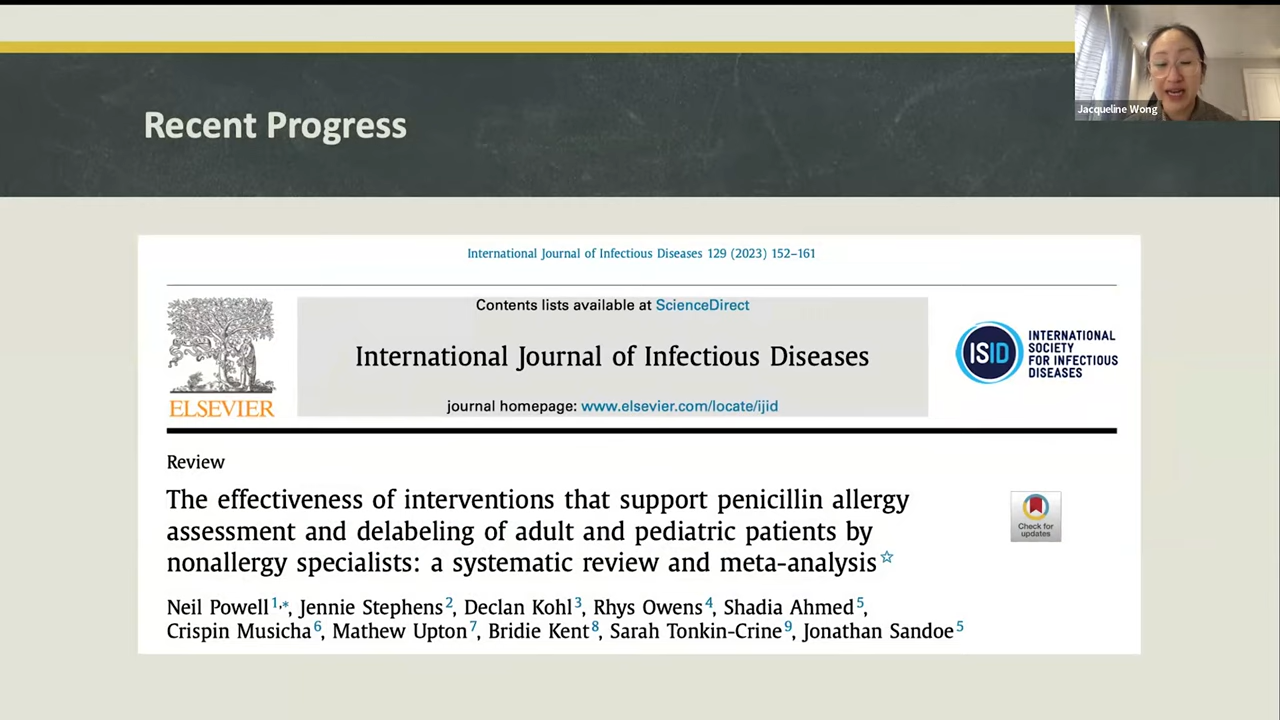 Recent Progress
Jacqueline Wong
International Journal of Infectious Diseases 129 (2023) 152–161
Contents lists available at ScienceDirect
International Journal of Infectious Diseases
journal homepage: www.elsevier.com/locate/ijid
ELSEVIER
ISID
INTERNATIONAL
SOCIETY
FOR INFECTIOUS
DISEASES
Review
The effectiveness of interventions that support penicillin allergy
assessment and delabeling of adult and pediatric patients by
nonallergy specialists: a systematic review and meta-analysis☆
Check for
updates
Neil Powell1,*, Jennie Stephens2, Declan Kohl3, Rhys Owens4, Shadia Ahmed5,
Crispin Musicha6, Mathew Upton7, Bridie Kent8, Sarah Tonkin-Crine9, Jonathan Sandoe5